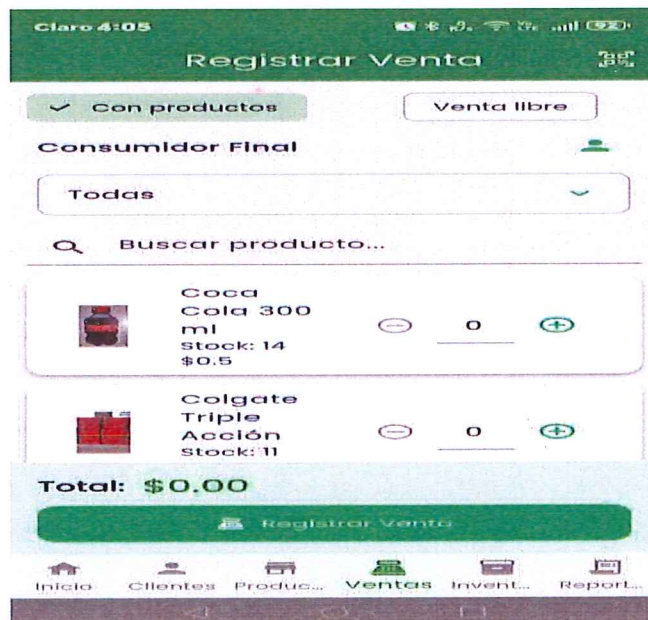 Claro 4:05
92
Registrar Venta
✓ Con productos
Venta libre
Consumidor Final
Todas
Buscar producto...
Coca
Cola 300
ml
Stock: 14
$0.5
0
Colgate
Triple
Acción
Stock: 11
0
Total: $0.00
Registrar Venta
Inicio Clientes Produc... Ventas Invent... Report...